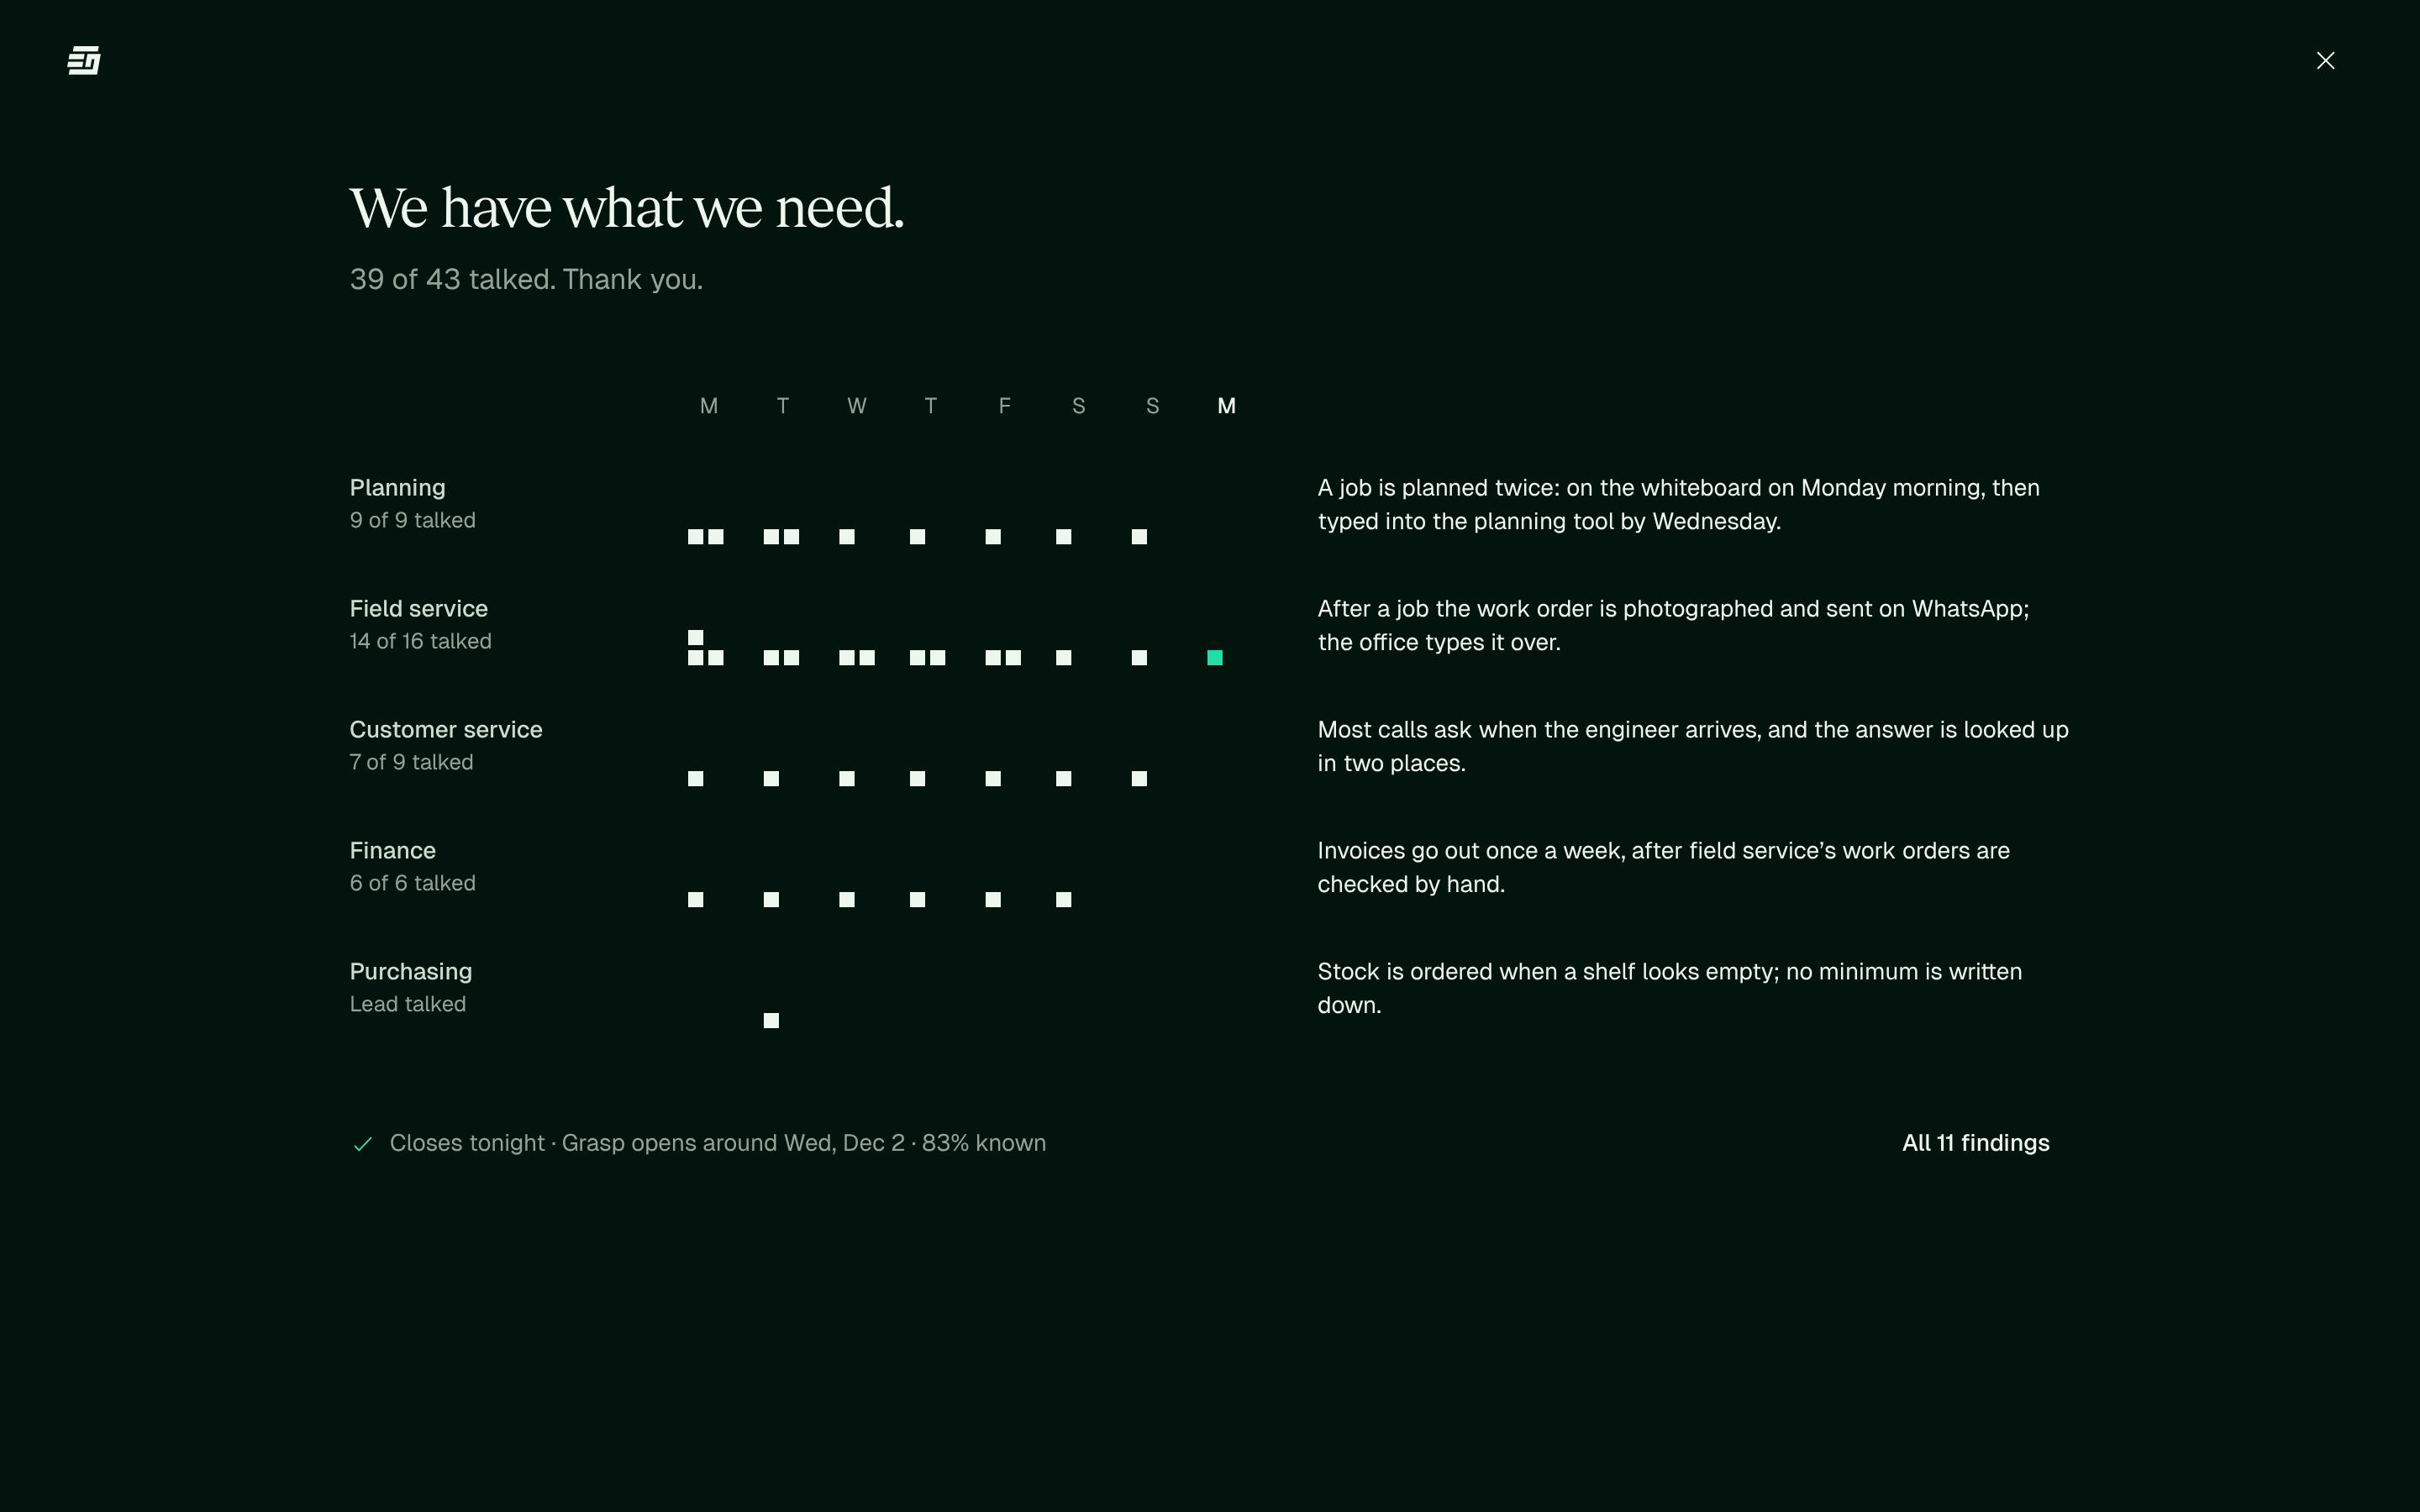 We have what we need.
39 of 43 talked. Thank you.
M T W T F S S M
Planning
9 of 9 talked
A job is planned twice: on the whiteboard on Monday morning, then
typed into the planning tool by Wednesday.
Field service
14 of 16 talked
After a job the work order is photographed and sent on WhatsApp;
the office types it over.
Customer service
7 of 9 talked
Most calls ask when the engineer arrives, and the answer is looked up
in two places.
Finance
6 of 6 talked
Invoices go out once a week, after field service’s work orders are
checked by hand.
Purchasing
Lead talked
Stock is ordered when a shelf looks empty; no minimum is written
down.
Closes tonight · Grasp opens around Wed, Dec 2 · 83% known
All 11 findings